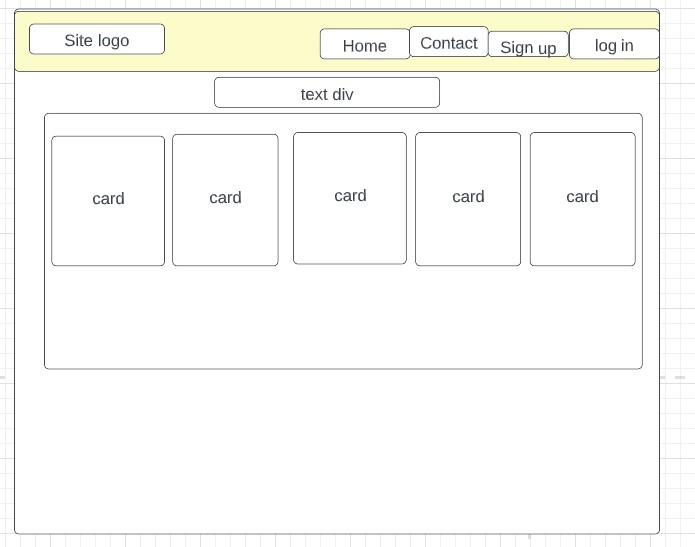 Site logo
Home
Contact
Sign up
log in
text div
card
card
card
card
card